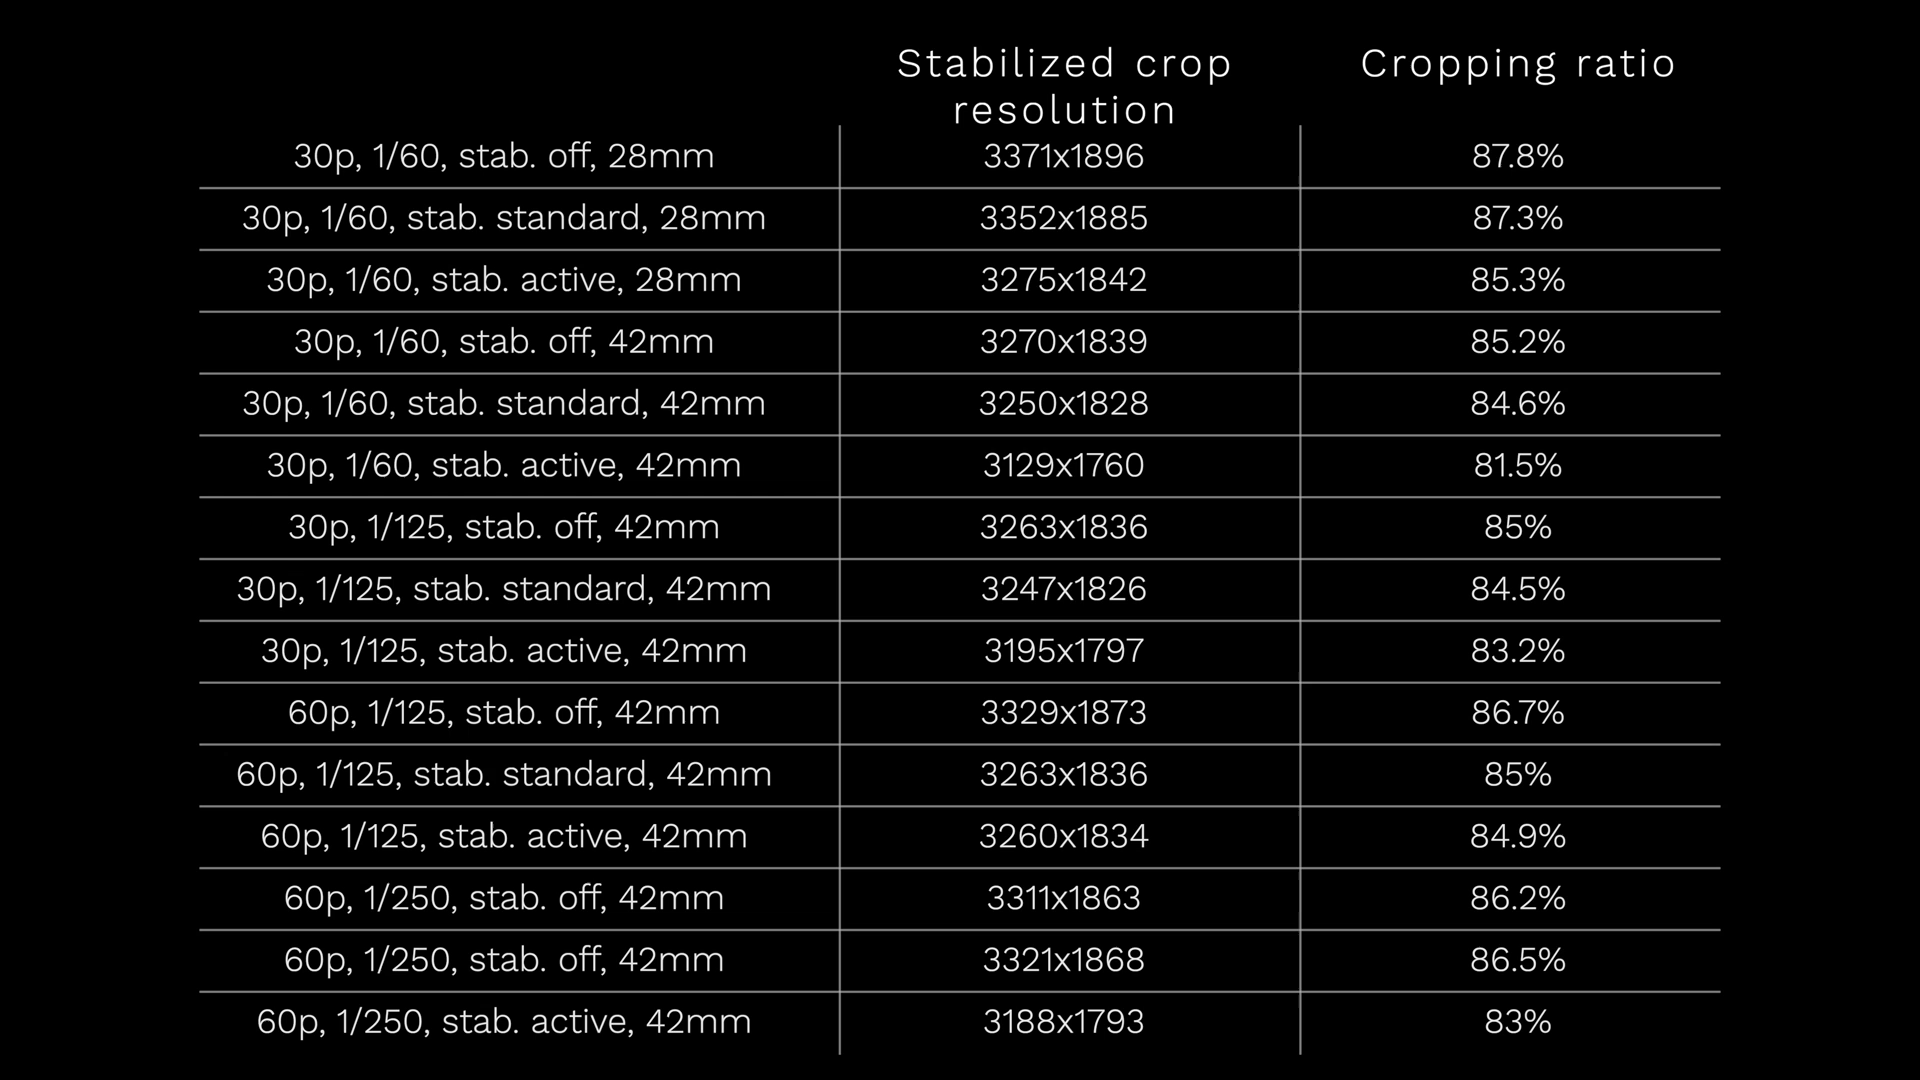 Stabilized crop resolution Cropping ratio
30p, 1/60, stab. off, 28mm 3371x1896 87.8%
30p, 1/60, stab. standard, 28mm 3352x1885 87.3%
30p, 1/60, stab. active, 28mm 3275x1842 85.3%
30p, 1/60, stab. off, 42mm 3270x1839 85.2%
30p, 1/60, stab. standard, 42mm 3250x1828 84.6%
30p, 1/60, stab. active, 42mm 3129x1760 81.5%
30p, 1/125, stab. off, 42mm 3263x1836 85%
30p, 1/125, stab. standard, 42mm 3247x1826 84.5%
30p, 1/125, stab. active, 42mm 3195x1797 83.2%
60p, 1/125, stab. off, 42mm 3329x1873 86.7%
60p, 1/125, stab. standard, 42mm 3263x1836 85%
60p, 1/125, stab. active, 42mm 3260x1834 84.9%
60p, 1/250, stab. off, 42mm 3311x1863 86.2%
60p, 1/250, stab. off, 42mm 3321x1868 86.5%
60p, 1/250, stab. active, 42mm 3188x1793 83%